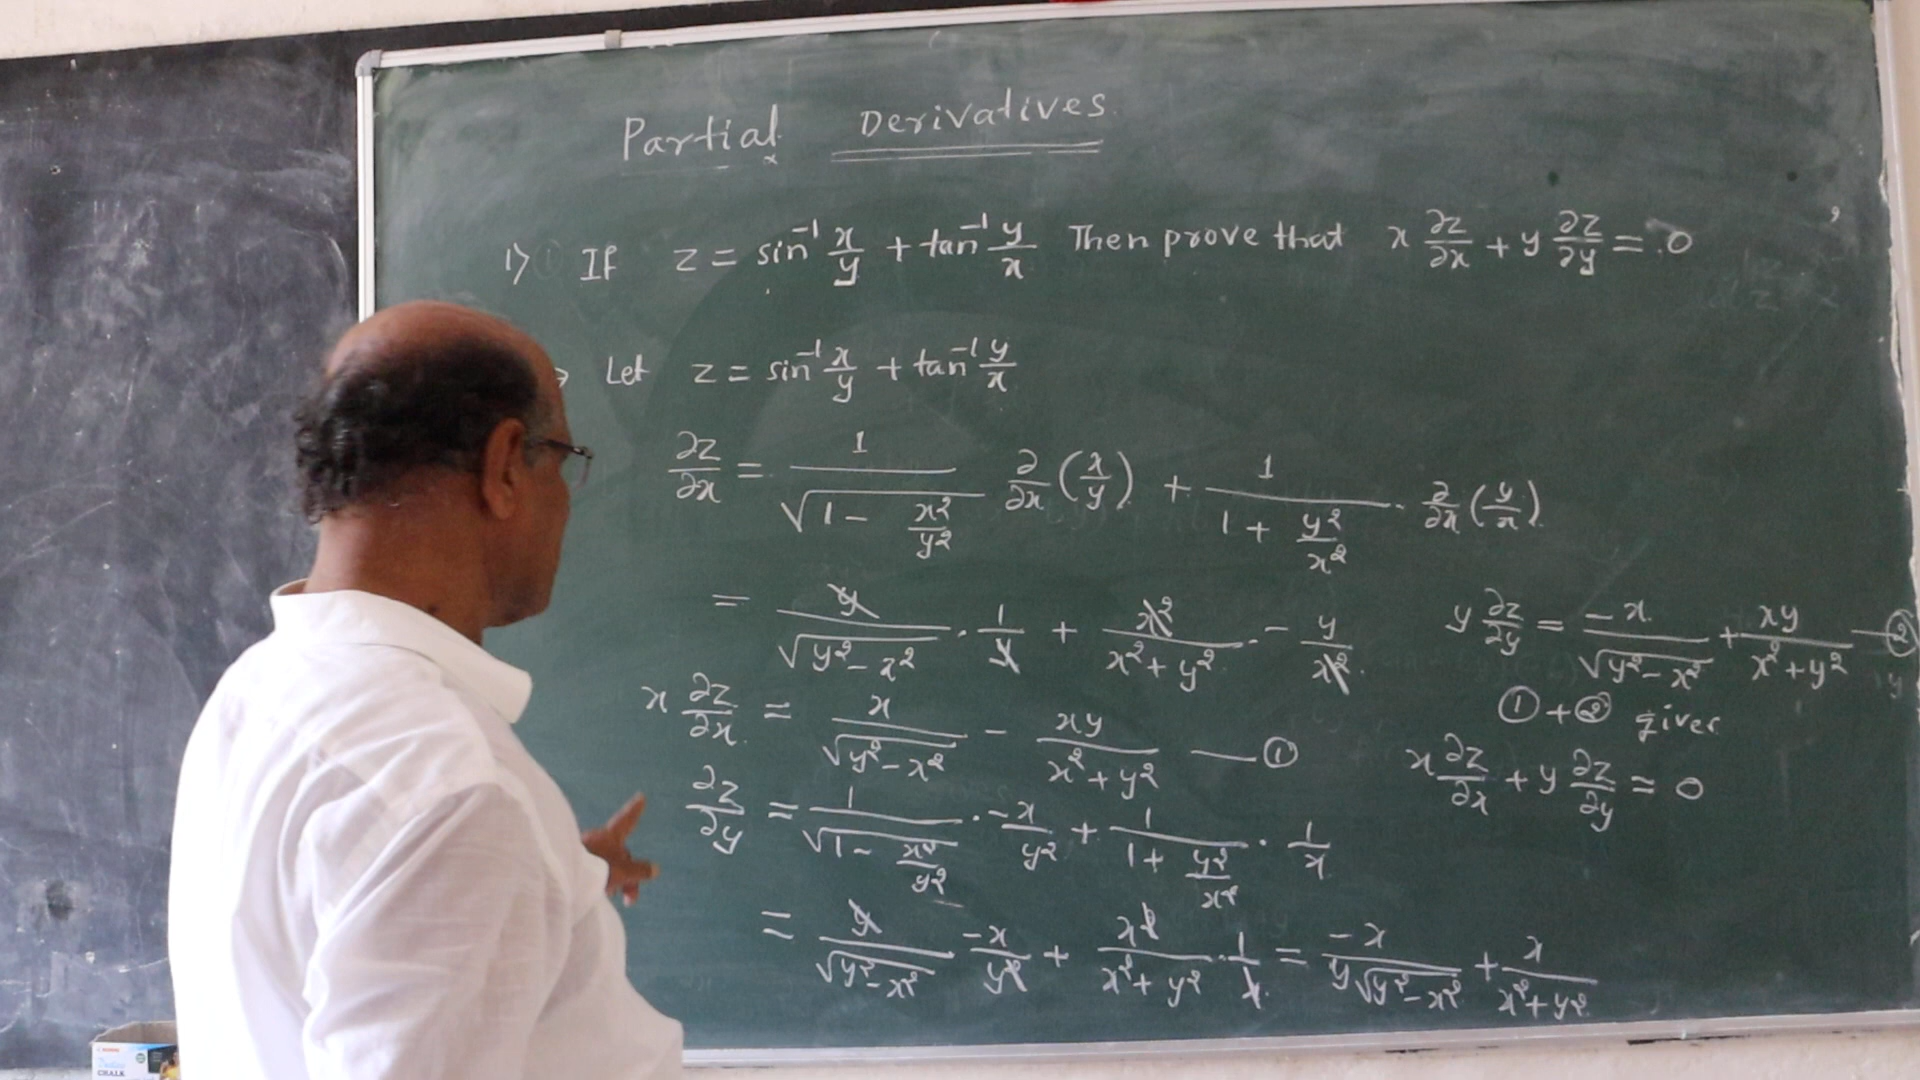 Partial Derivatives
1) If z = sin⁻¹ x/y + tan⁻¹ y/x Then prove that x ∂z/∂x + y ∂z/∂y = 0
Let z = sin⁻¹ x/y + tan⁻¹ y/x
∂z/∂x = 1/√(1 - x²/y²) ∂/∂x (x/y) + 1/(1 + y²/x²) · ∂/∂x (y/x)
= y/√(y² - x²) · 1/y + x²/(x² + y²) · - y/x²
x ∂z/∂x = x/√(y² - x²) - xy/(x² + y²) — ①
∂z/∂y = 1/√(1 - x²/y²) · -x/y² + 1/(1 + y²/x²) · 1/x
= y/√(y² - x²) -x/y² + x²/(x² + y²) · 1/x = -x/(y√(y² - x²)) + x/(x² + y²)
y ∂z/∂y = -x/√(y² - x²) + xy/(x² + y²) — ②
① + ② gives
x ∂z/∂x + y ∂z/∂y = 0
CHALK